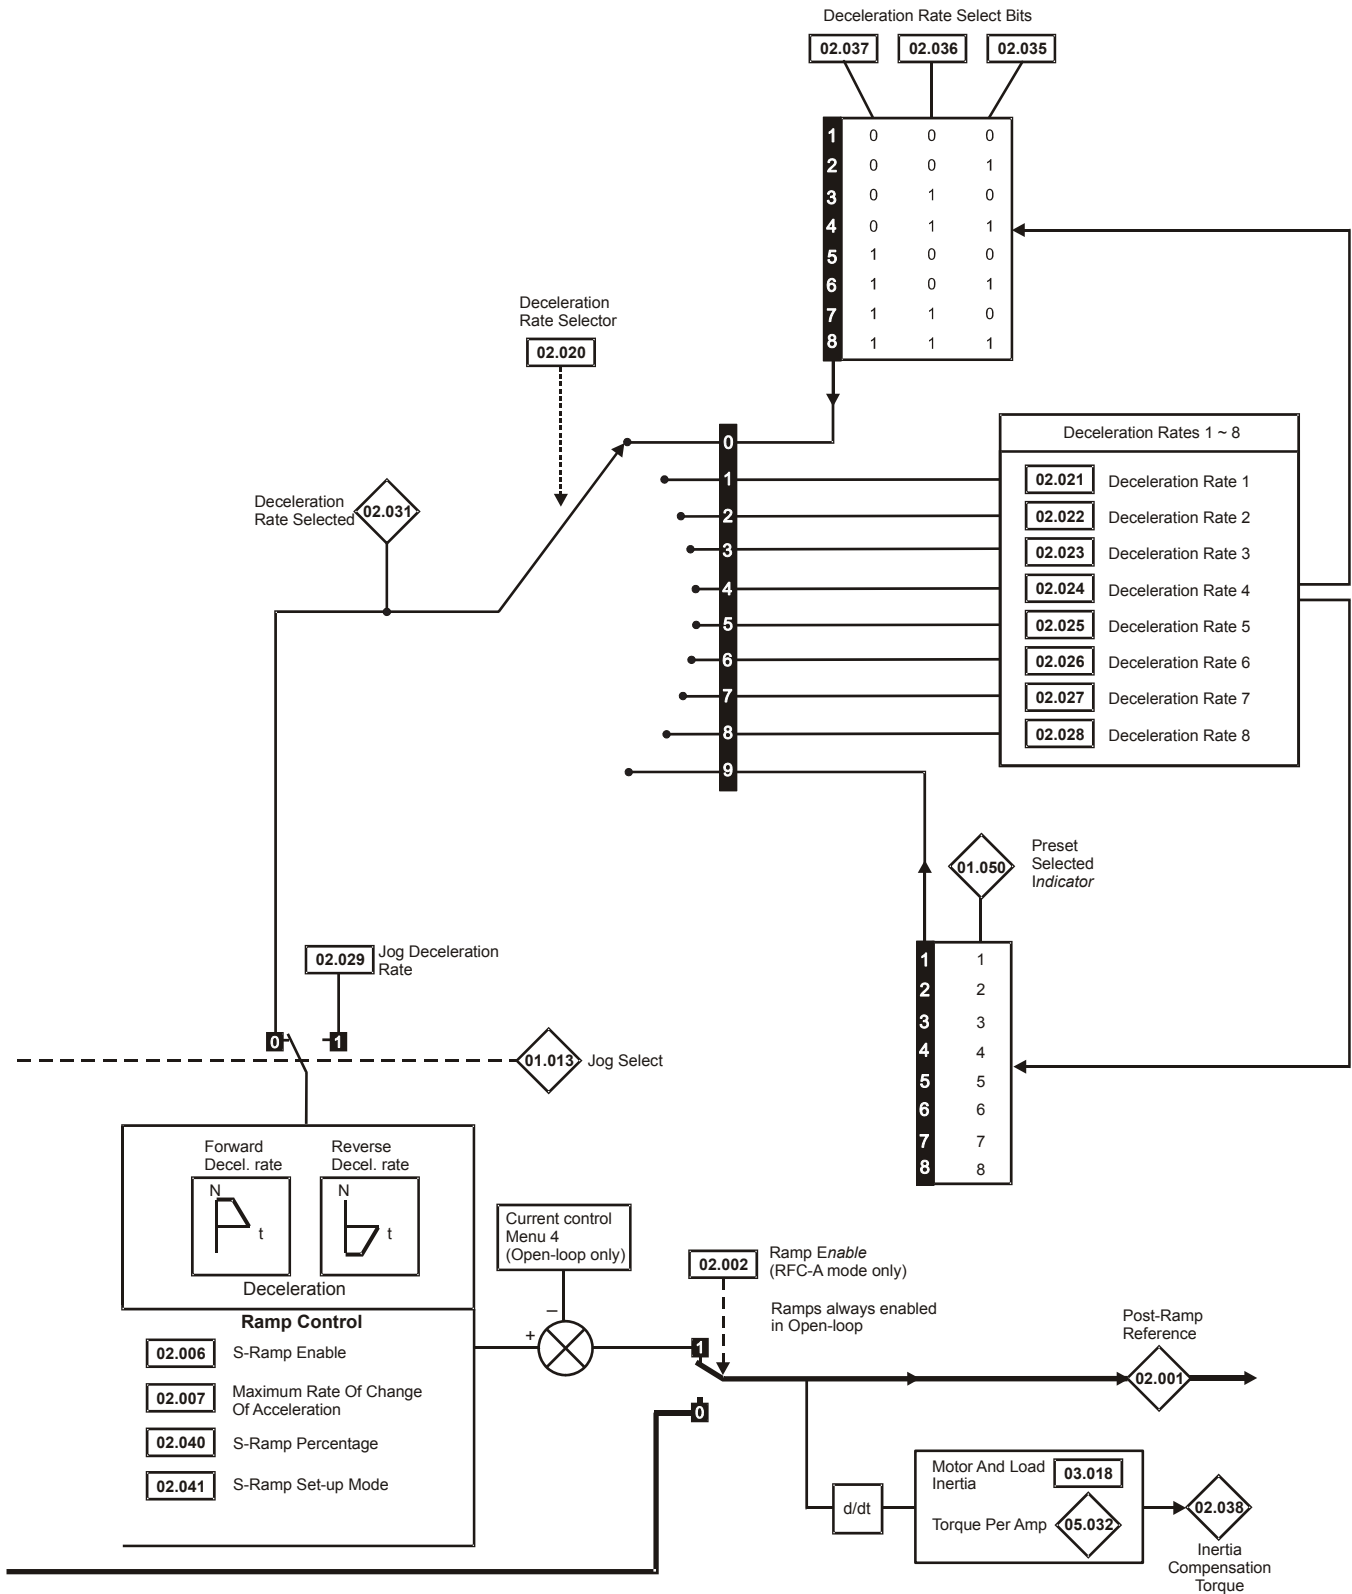 Deceleration Rate Select Bits
02.037 02.036 02.035
1 0 0 0
2 0 0 1
3 0 1 0
4 0 1 1
5 1 0 0
6 1 0 1
7 1 1 0
8 1 1 1
Deceleration
Rate Selector
02.020
Deceleration
Rate Selected
02.031
0
1
2
3
4
5
6
7
8
9
Deceleration Rates 1 ~ 8
02.021 Deceleration Rate 1
02.022 Deceleration Rate 2
02.023 Deceleration Rate 3
02.024 Deceleration Rate 4
02.025 Deceleration Rate 5
02.026 Deceleration Rate 6
02.027 Deceleration Rate 7
02.028 Deceleration Rate 8
01.050
Preset
Selected
Indicator
1 1
2 2
3 3
4 4
5 5
6 6
7 7
8 8
02.029
Jog Deceleration
Rate
0 1
01.013 Jog Select
Forward
Decel. rate
N
t
Reverse
Decel. rate
N
t
Deceleration
Ramp Control
02.006 S-Ramp Enable
02.007 Maximum Rate Of Change
Of Acceleration
02.040 S-Ramp Percentage
02.041 S-Ramp Set-up Mode
Current control
Menu 4
(Open-loop only)
–
+
02.002
Ramp Enable
(RFC-A mode only)
Ramps always enabled
in Open-loop
1
0
Post-Ramp
Reference
02.001
d/dt
Motor And Load
Inertia
03.018
Torque Per Amp 05.032
02.038
Inertia
Compensation
Torque